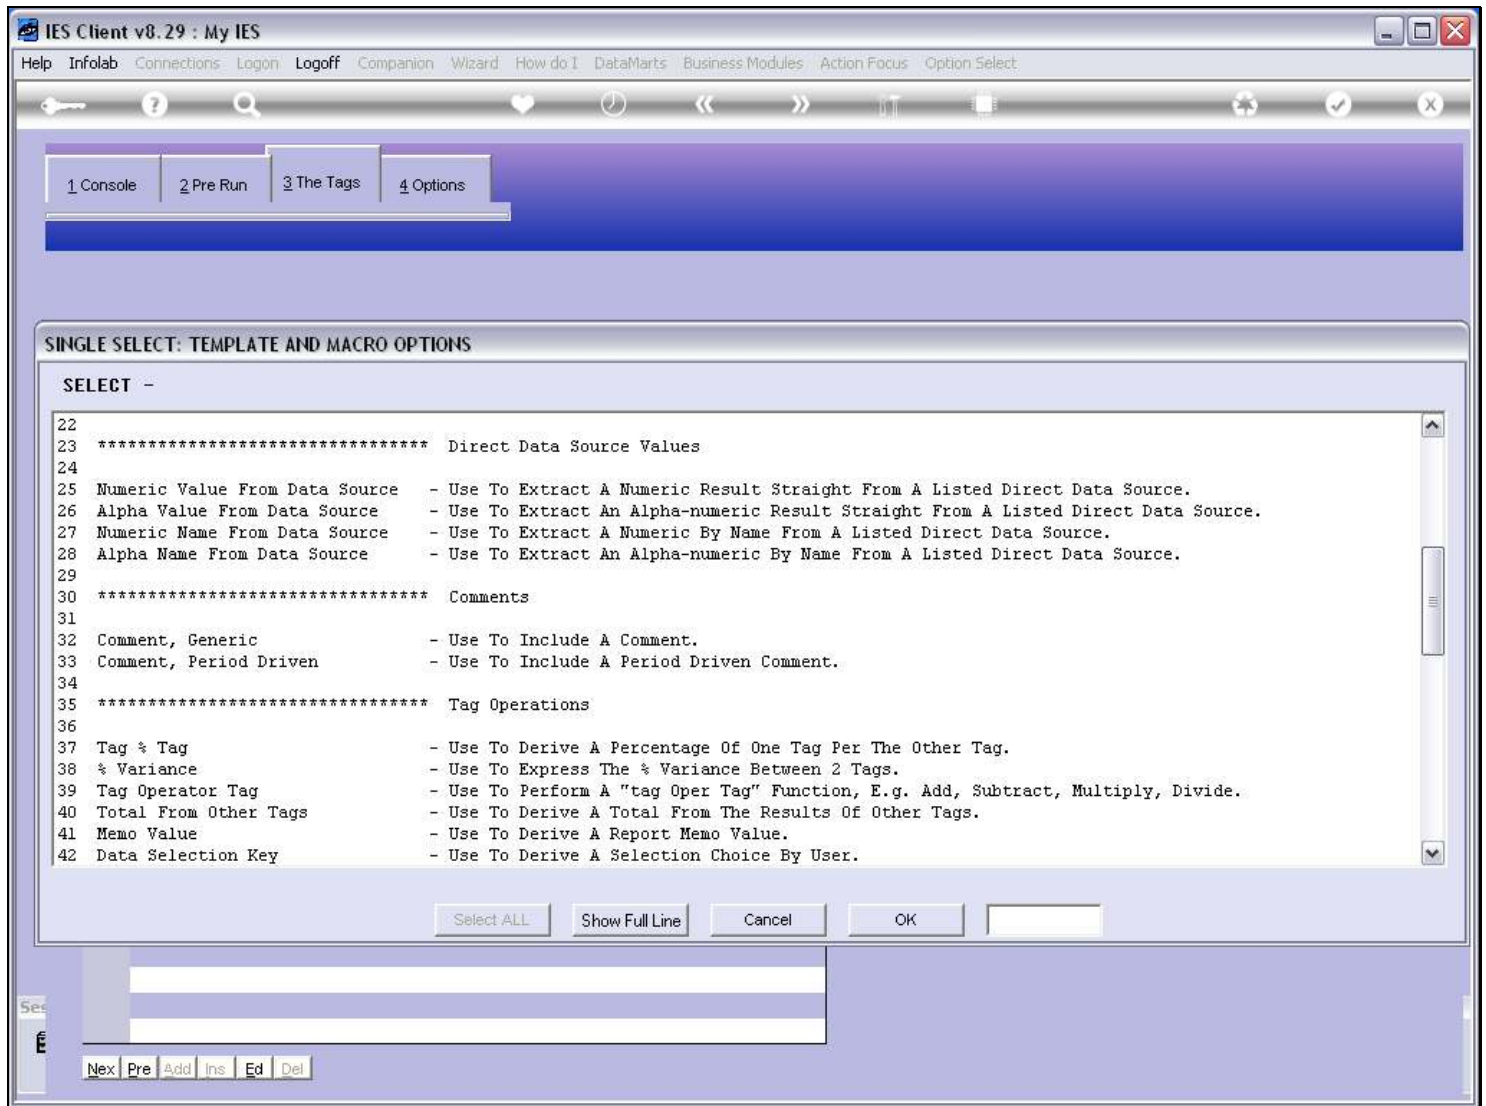 IES Client v8.29 : My IES
Help Infolab Connections Logon Logoff Companion Wizard How do I DataMarts Business Modules Action Focus Option Select
1 Console 2 Pre Run 3 The Tags 4 Options
SINGLE SELECT: TEMPLATE AND MACRO OPTIONS
SELECT -
22
23 ********************************* Direct Data Source Values
24
25 Numeric Value From Data Source - Use To Extract A Numeric Result Straight From A Listed Direct Data Source.
26 Alpha Value From Data Source - Use To Extract An Alpha-numeric Result Straight From A Listed Direct Data Source.
27 Numeric Name From Data Source - Use To Extract A Numeric By Name From A Listed Direct Data Source.
28 Alpha Name From Data Source - Use To Extract An Alpha-numeric By Name From A Listed Direct Data Source.
29
30 ********************************* Comments
31
32 Comment, Generic - Use To Include A Comment.
33 Comment, Period Driven - Use To Include A Period Driven Comment.
34
35 ********************************* Tag Operations
36
37 Tag % Tag - Use To Derive A Percentage Of One Tag Per The Other Tag.
38 % Variance - Use To Express The % Variance Between 2 Tags.
39 Tag Operator Tag - Use To Perform A "tag Oper Tag" Function, E.g. Add, Subtract, Multiply, Divide.
40 Total From Other Tags - Use To Derive A Total From The Results Of Other Tags.
41 Memo Value - Use To Derive A Report Memo Value.
42 Data Selection Key - Use To Derive A Selection Choice By User.
Select ALL Show Full Line Cancel OK
Ses
Nex Pre Add Ins Ed Del